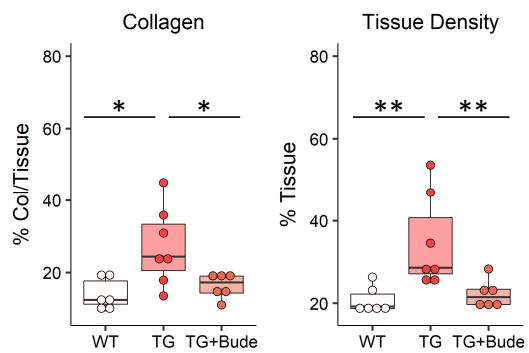 Collagen
Tissue Density
% Col/Tissue
80
60
40
20
* *
WT TG TG+Bude
% Tissue
80
60
40
20
** **
WT TG TG+Bude